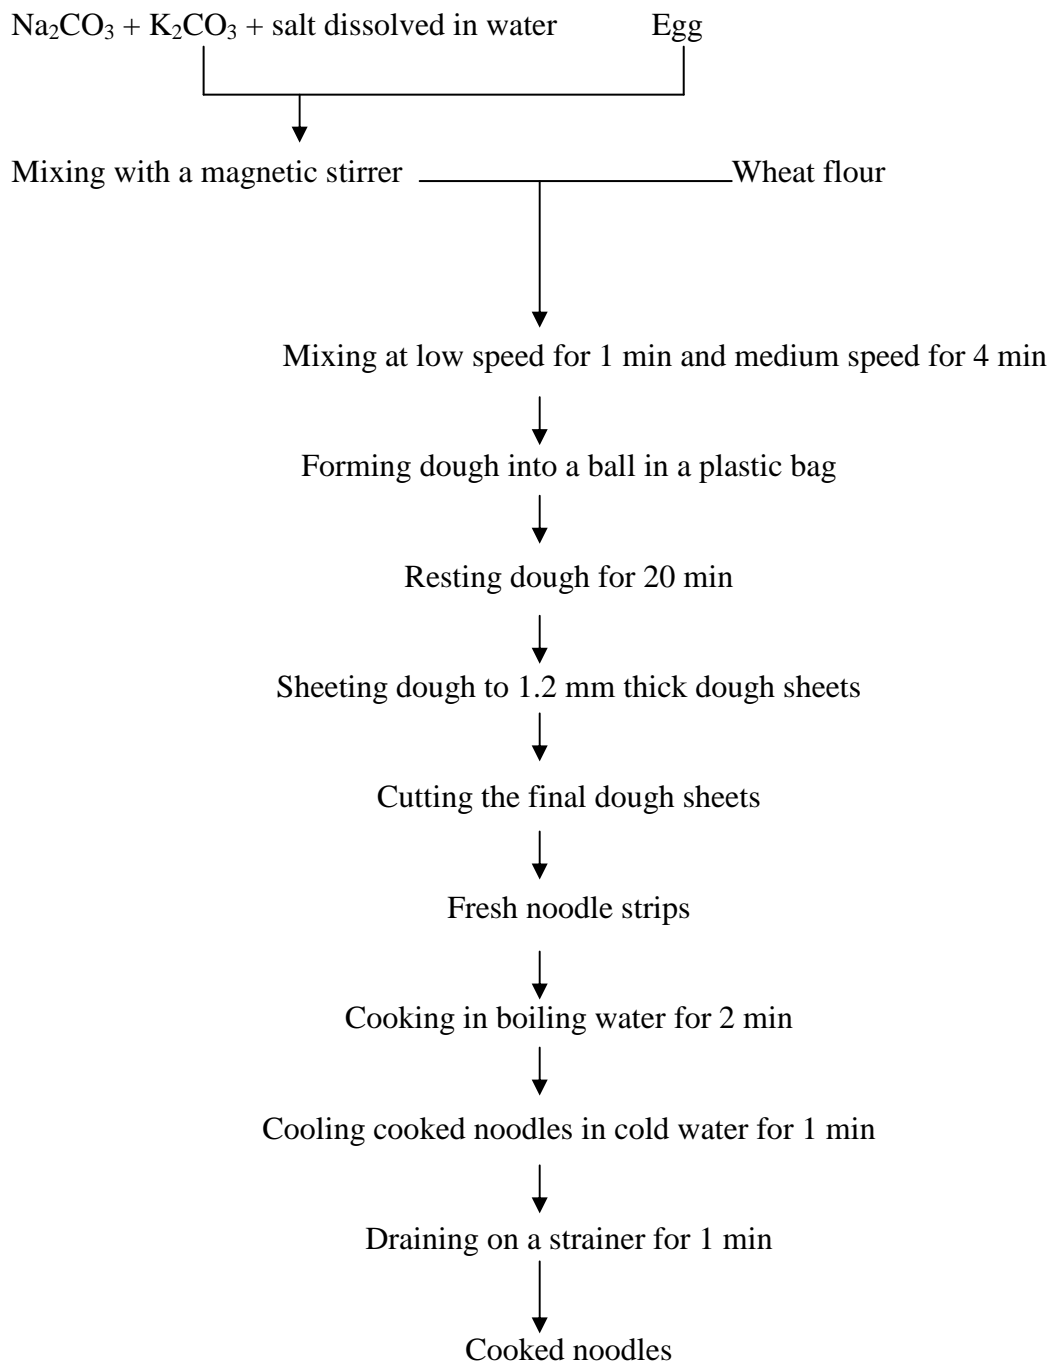 Na₂CO₃ + K₂CO₃ + salt dissolved in water Egg
Mixing with a magnetic stirrer Wheat flour
Mixing at low speed for 1 min and medium speed for 4 min
Forming dough into a ball in a plastic bag
Resting dough for 20 min
Sheeting dough to 1.2 mm thick dough sheets
Cutting the final dough sheets
Fresh noodle strips
Cooking in boiling water for 2 min
Cooling cooked noodles in cold water for 1 min
Draining on a strainer for 1 min
Cooked noodles